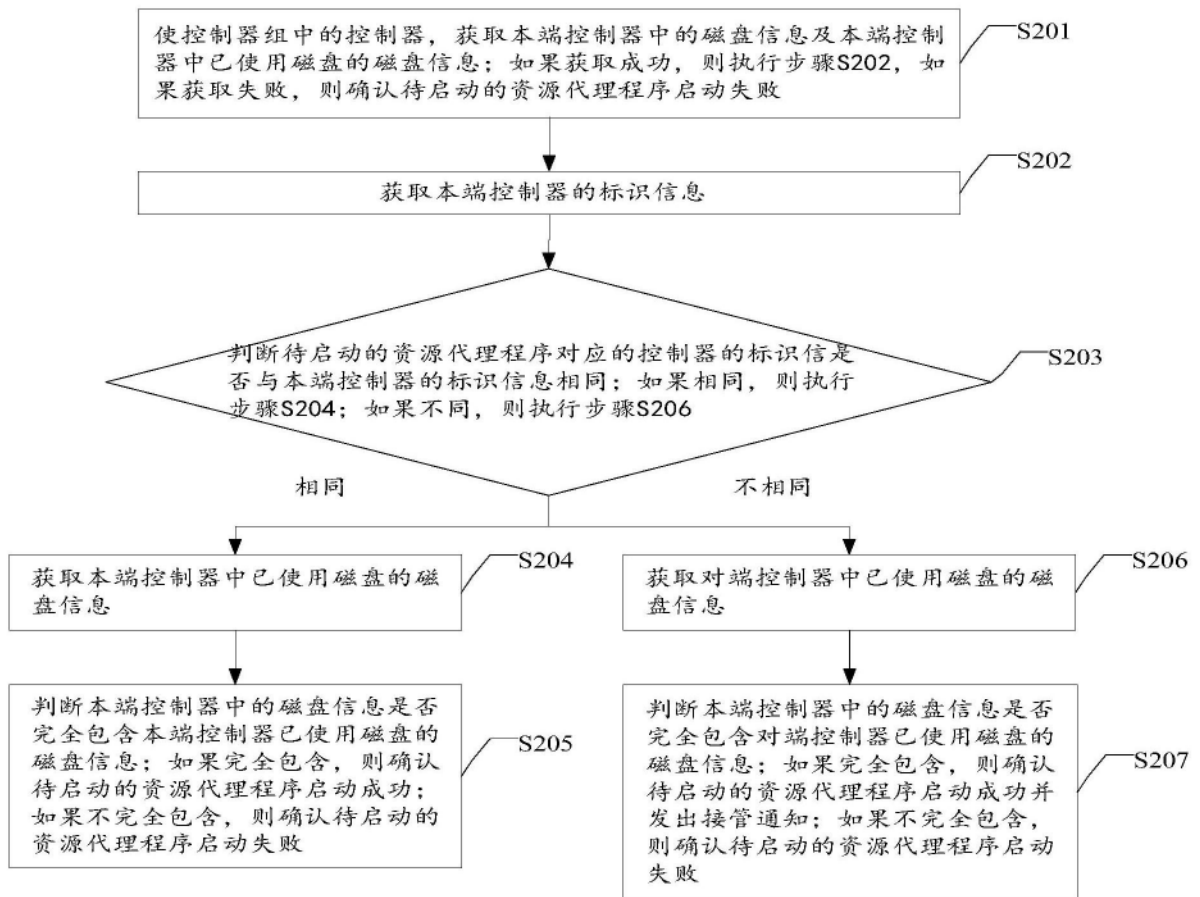 使控制器组中的控制器，获取本端控制器中的磁盘信息及本端控制
器中已使用磁盘的磁盘信息；如果获取成功，则执行步骤S202，如
果获取失败，则确认待启动的资源代理程序启动失败
S201
S202
获取本端控制器的标识信息
判断待启动的资源代理程序对应的控制器的标识信是
否与本端控制器的标识信息相同；如果相同，则执行
步骤S204；如果不同，则执行步骤S206
S203
相同
不相同
获取本端控制器中已使用磁盘的磁
盘信息
S204
获取对端控制器中已使用磁盘的磁
盘信息
S206
判断本端控制器中的磁盘信息是否
完全包含本端控制器已使用磁盘的
磁盘信息；如果完全包含，则确认
待启动的资源代理程序启动成功；
如果不完全包含，则确认待启动的
资源代理程序启动失败
S205
判断本端控制器中的磁盘信息是否
完全包含对端控制器已使用磁盘的
磁盘信息；如果完全包含，则确认
待启动的资源代理程序启动成功并
发出接管通知；如果不完全包含，
则确认待启动的资源代理程序启动
失败
S207